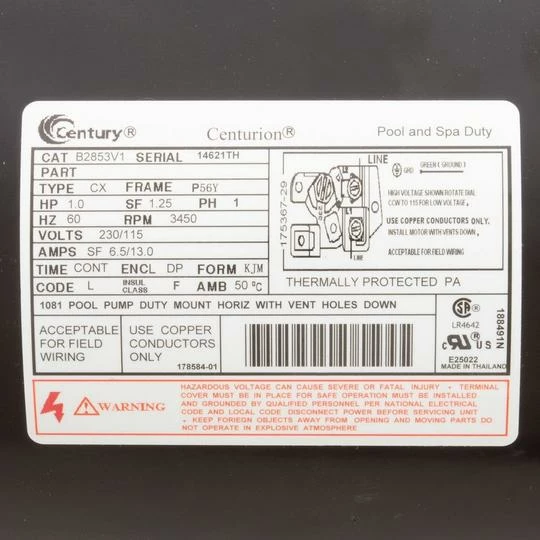 Century® Centurion® Pool and Spa Duty
CAT B2853V1 SERIAL 14621TH
PART
TYPE CX FRAME P56Y
HP 1.0 SF 1.25 PH 1
HZ 60 RPM 3450
VOLTS 230/115
AMPS SF 6.5/13.0
TIME CONT ENCL DP FORM KJM
CODE L INSUL CLASS F AMB 50 °C
175367-29
LINE
L2
L1
LINE
GRD GREEN ( GROUND )
HIGH VOLTAGE SHOWN ROTATE DIAL
CCW TO 115 FOR LOW VOLTAGE.
USE COPPER CONDUCTORS ONLY.
INSTALL MOTOR WITH VENTS DOWN.
ACCEPTABLE FOR FIELD WIRING
THERMALLY PROTECTED PA
1081 POOL PUMP DUTY MOUNT HORIZ WITH VENT HOLES DOWN
ACCEPTABLE
FOR FIELD
WIRING
USE COPPER
CONDUCTORS
ONLY
178584-01
SA®
LR4642
c UR® US
E25022
MADE IN THAILAND
188491N
WARNING
HAZARDOUS VOLTAGE CAN CAUSE SEVERE OR FATAL INJURY • TERMINAL
COVER MUST BE IN PLACE FOR SAFE OPERATION MUST BE INSTALLED
AND GROUNDED BY QUALIFIED PERSONNEL PER NATIONAL ELECTRICAL
CODE AND LOCAL CODE DISCONNECT POWER BEFORE SERVICING UNIT
• KEEP FORIEGN OBJECTS AWAY FROM OPENING AND MOVING PARTS DO
NOT OPERATE IN EXPLOSIVE ATMOSPHERE